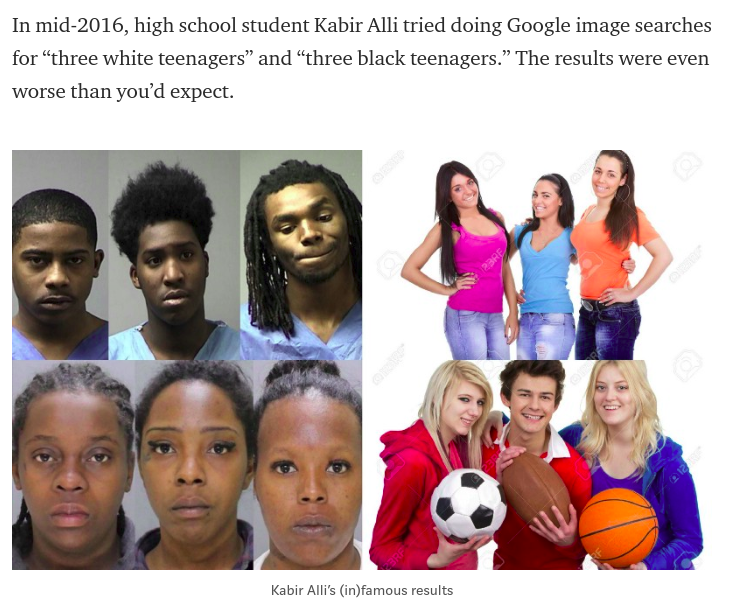 In mid-2016, high school student Kabir Alli tried doing Google image searches
for “three white teenagers” and “three black teenagers.” The results were even
worse than you’d expect.
Kabir Alli’s (in)famous results